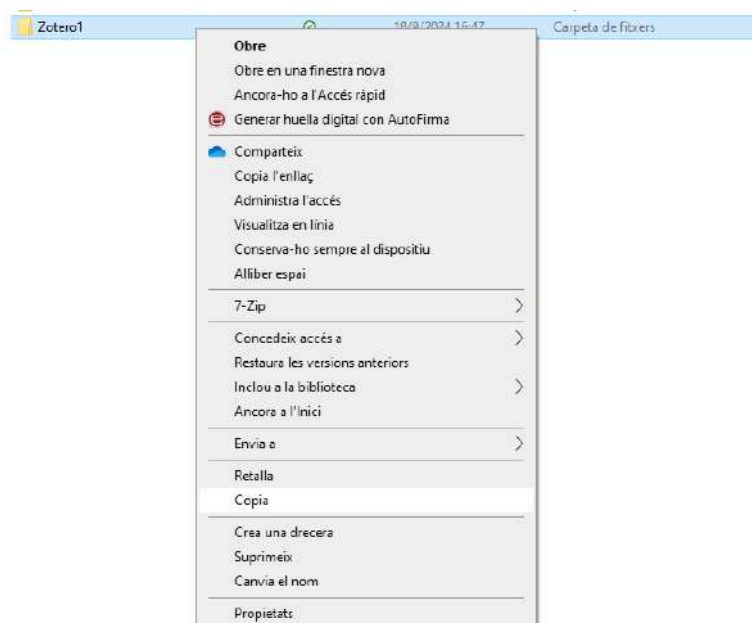 Zotero1 18/9/2024 16:47 Carpeta de fitxers
Obre
Obre en una finestra nova
Ancora-ho a l'Accés ràpid
Generar huella digital con AutoFirma
Comparteix
Copia l'enllaç
Administra l'accés
Visualitza en línia
Conserva-ho sempre al dispositiu
Alliber espai
7-Zip
Concedeix accés a
Restaura les versions anteriors
Inclou a la biblioteca
Ancora a l'Inici
Envia a
Retalla
Copia
Crea una drecera
Suprimeix
Canvia el nom
Propietats